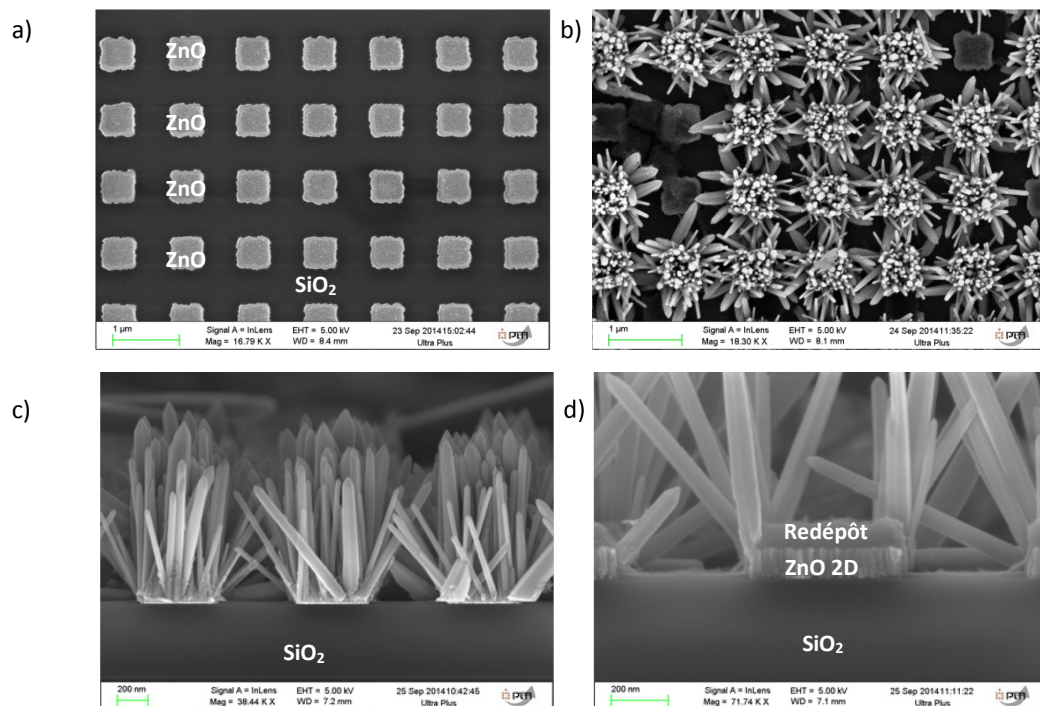 a)
ZnO
ZnO
ZnO
ZnO
SiO₂
1 µm
Signal A = InLens EHT = 5.00 kV 23 Sep 2014 15:02:44
Mag = 16.79 K X WD = 8.4 mm Ultra Plus
b)
1 µm
Signal A = InLens EHT = 5.00 kV 24 Sep 2014 11:35:22
Mag = 18.30 K X WD = 8.1 mm Ultra Plus
c)
SiO₂
200 nm
Signal A = InLens EHT = 5.00 kV 25 Sep 2014 10:42:45
Mag = 38.44 K X WD = 7.2 mm Ultra Plus
d)
Redépôt
ZnO 2D
SiO₂
200 nm
Signal A = InLens EHT = 5.00 kV 25 Sep 2014 11:11:22
Mag = 71.74 K X WD = 7.1 mm Ultra Plus